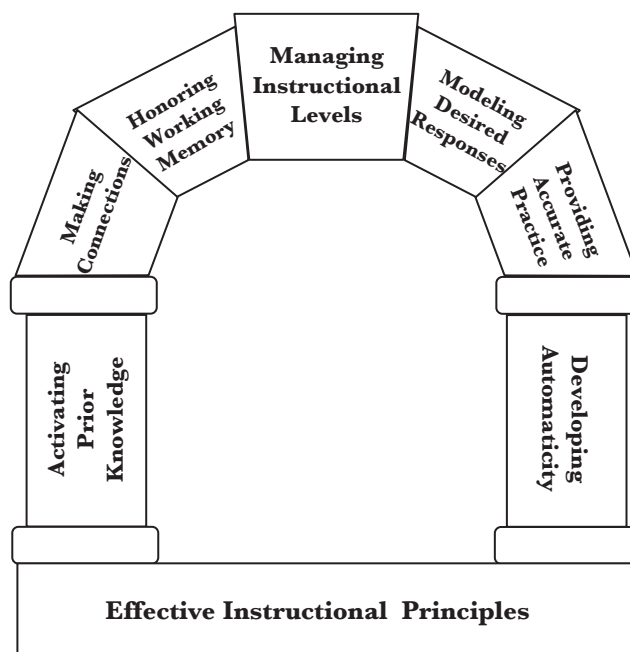 Managing
Instructional
Levels
Honoring
Working
Memory
Modeling
Desired
Responses
Making
Connections
Providing
Accurate
Practice
Activating
Prior
Knowledge
Developing
Automaticity
Effective Instructional Principles